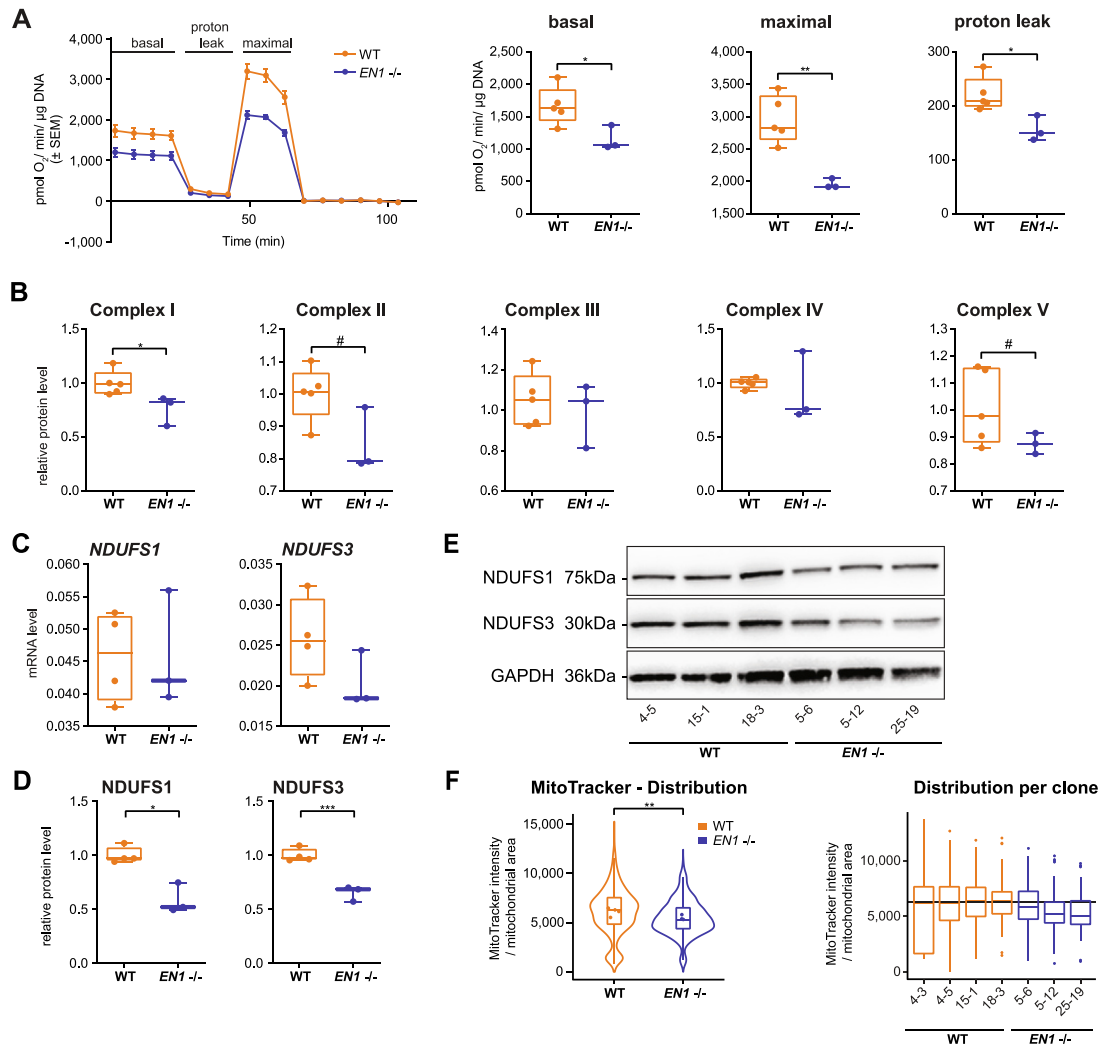 A
basal
proton
leak
maximal
WT
EN1 -/-
pmol O2/ min/ µg DNA
(± SEM)
4,000
3,000
2,000
1,000
0
-1,000
50
100
Time (min)
basal
pmol O2/ min/ µg DNA
2,500
2,000
1,500
1,000
500
0
*
WT
EN1-/-
maximal
3,500
3,000
2,500
2,000
1,500
**
WT
EN1-/-
proton leak
300
200
100
0
*
WT
EN1-/-
B
Complex I
relative protein level
1.5
1.0
0.5
0.0
*
WT
EN1 -/-
Complex II
1.2
1.1
1.0
0.9
0.8
0.7
#
WT
EN1 -/-
Complex III
1.4
1.2
1.0
0.8
0.6
WT
EN1 -/-
Complex IV
1.5
1.0
0.5
0.0
WT
EN1 -/-
Complex V
1.3
1.2
1.1
1.0
0.9
0.8
0.7
#
WT
EN1 -/-
C
NDUFS1
mRNA level
0.060
0.055
0.050
0.045
0.040
0.035
WT
EN1 -/-
NDUFS3
0.035
0.030
0.025
0.020
0.015
WT
EN1 -/-
D
NDUFS1
relative protein level
1.5
1.0
0.5
0.0
*
WT
EN1 -/-
NDUFS3
1.5
1.0
0.5
0.0
***
WT
EN1 -/-
E
NDUFS1 75kDa
NDUFS3 30kDa
GAPDH 36kDa
4-5
15-1
18-3
5-6
5-12
25-19
WT
EN1 -/-
F
MitoTracker - Distribution
MitoTracker intensity
/ mitochondrial area
15,000
10,000
5,000
0
**
WT
EN1 -/-
WT
EN1 -/-
Distribution per clone
MitoTracker intensity
/ mitochondrial area
10,000
5,000
0
4-3
4-5
15-1
18-3
5-6
5-12
25-19
WT
EN1 -/-